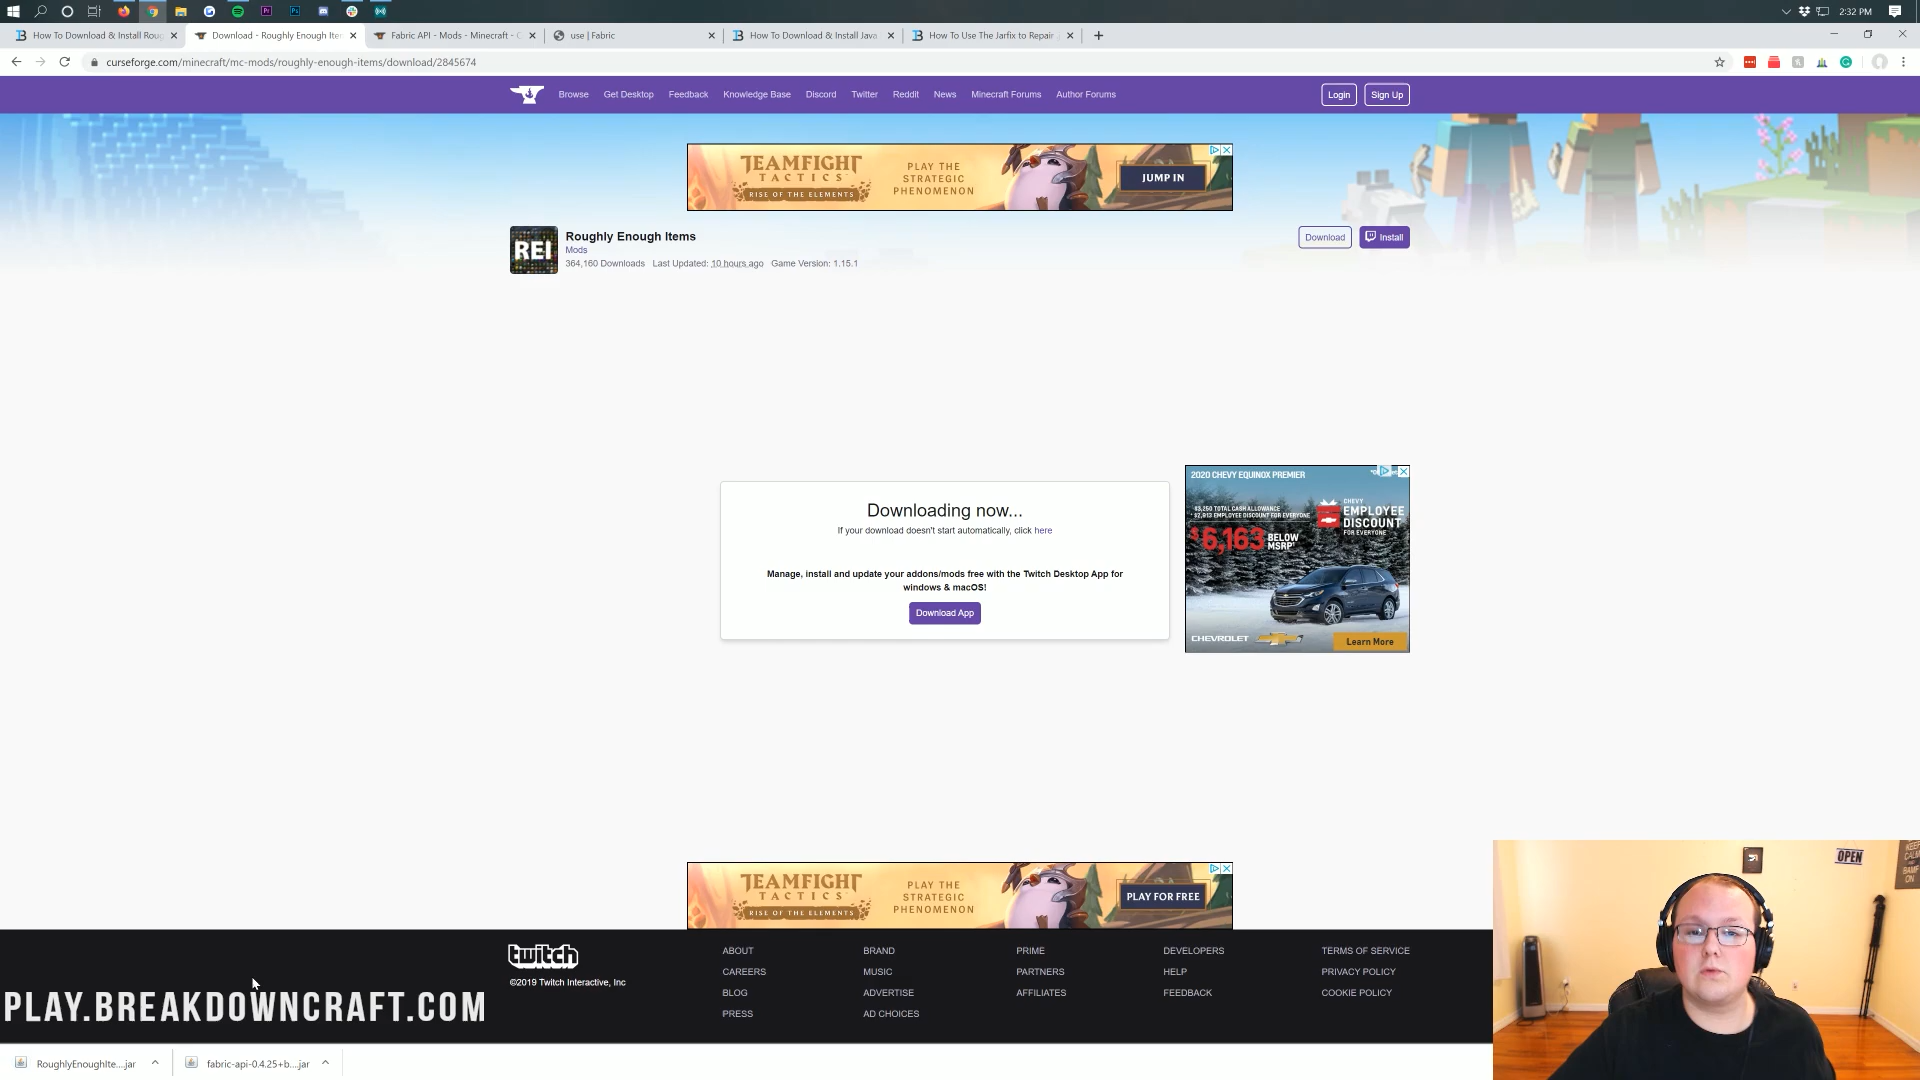 2:32 PM
How To Download & Install Roug
Download - Roughly Enough Ite
Fabric API - Mods - Minecraft - C
use | Fabric
How To Download & Install Java
How To Use The Jarfix to Repair
curseforge.com/minecraft/mc-mods/roughly-enough-items/download/2845674
Browse Get Desktop Feedback Knowledge Base Discord Twitter Reddit News Minecraft Forums Author Forums Login Sign Up
TEAMFIGHT
TACTICS
RISE OF THE ELEMENTS
PLAY THE
STRATEGIC
PHENOMENON
JUMP IN
REI
Roughly Enough Items
Mods
364,160 Downloads Last Updated: 10 hours ago Game Version: 1.15.1
Download Install
Downloading now...
If your download doesn't start automatically, click here
Manage, install and update your addons/mods free with the Twitch Desktop App for
windows & macOS!
Download App
2020 CHEVY EQUINOX PREMIER
$3,250 TOTAL CASH ALLOWANCE
$6,163 BELOW
MSRP
CHEVY
EMPLOYEE
DISCOUNT
FOR EVERYONE
CHEVROLET
Learn More
TEAMFIGHT
TACTICS
RISE OF THE ELEMENTS
PLAY THE
STRATEGIC
PHENOMENON
PLAY FOR FREE
twitch
©2019 Twitch Interactive, Inc
ABOUT BRAND PRIME DEVELOPERS TERMS OF SERVICE
CAREERS MUSIC PARTNERS HELP PRIVACY POLICY
BLOG ADVERTISE AFFILIATES FEEDBACK COOKIE POLICY
PRESS AD CHOICES
PLAY.BREAKDOWNCRAFT.COM
RoughlyEnoughIte....jar
fabric-api-0.4.25+b....jar
OPEN
KEEP
CALM
AND